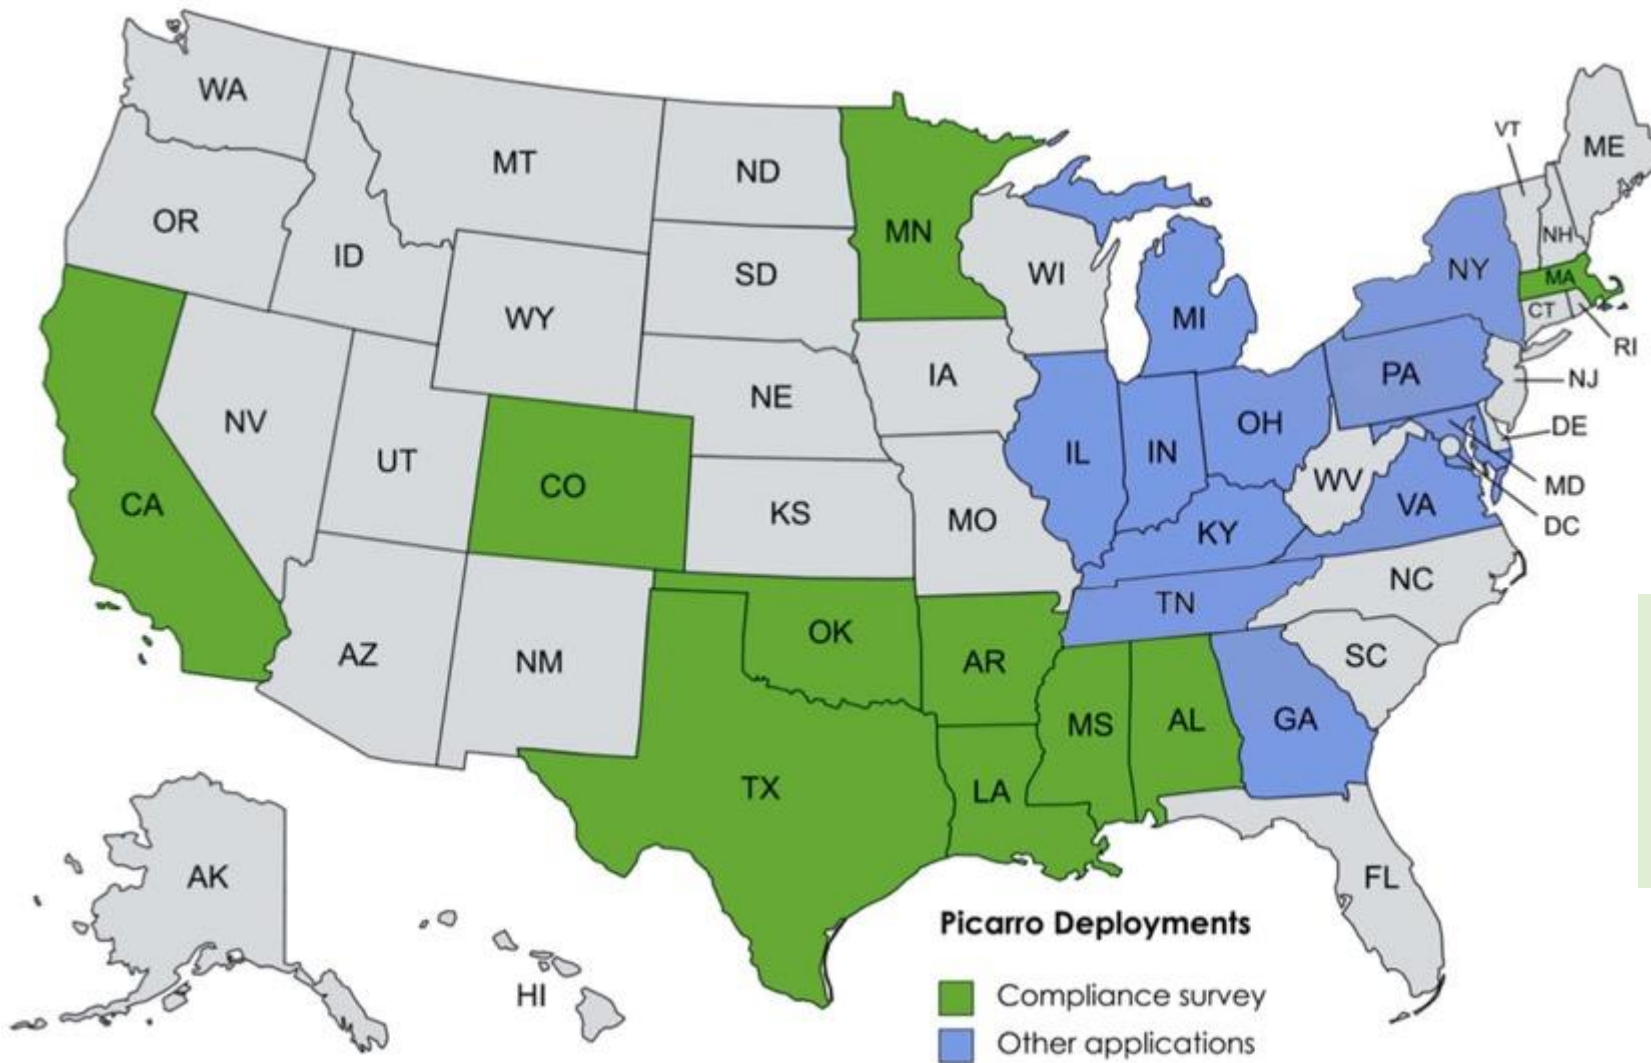 WA
MT
ND
MN
VT
ME
OR
ID
SD
WI
NH
NY
MA
WY
MI
CT
RI
IA
PA
NJ
NE
NV
OH
DE
UT
CO
IL
IN
WV
MD
CA
KS
MO
VA
DC
KY
NC
TN
AZ
NM
OK
AR
SC
MS
AL
GA
TX
LA
AK
FL
HI
Picarro Deployments
Compliance survey
Other applications